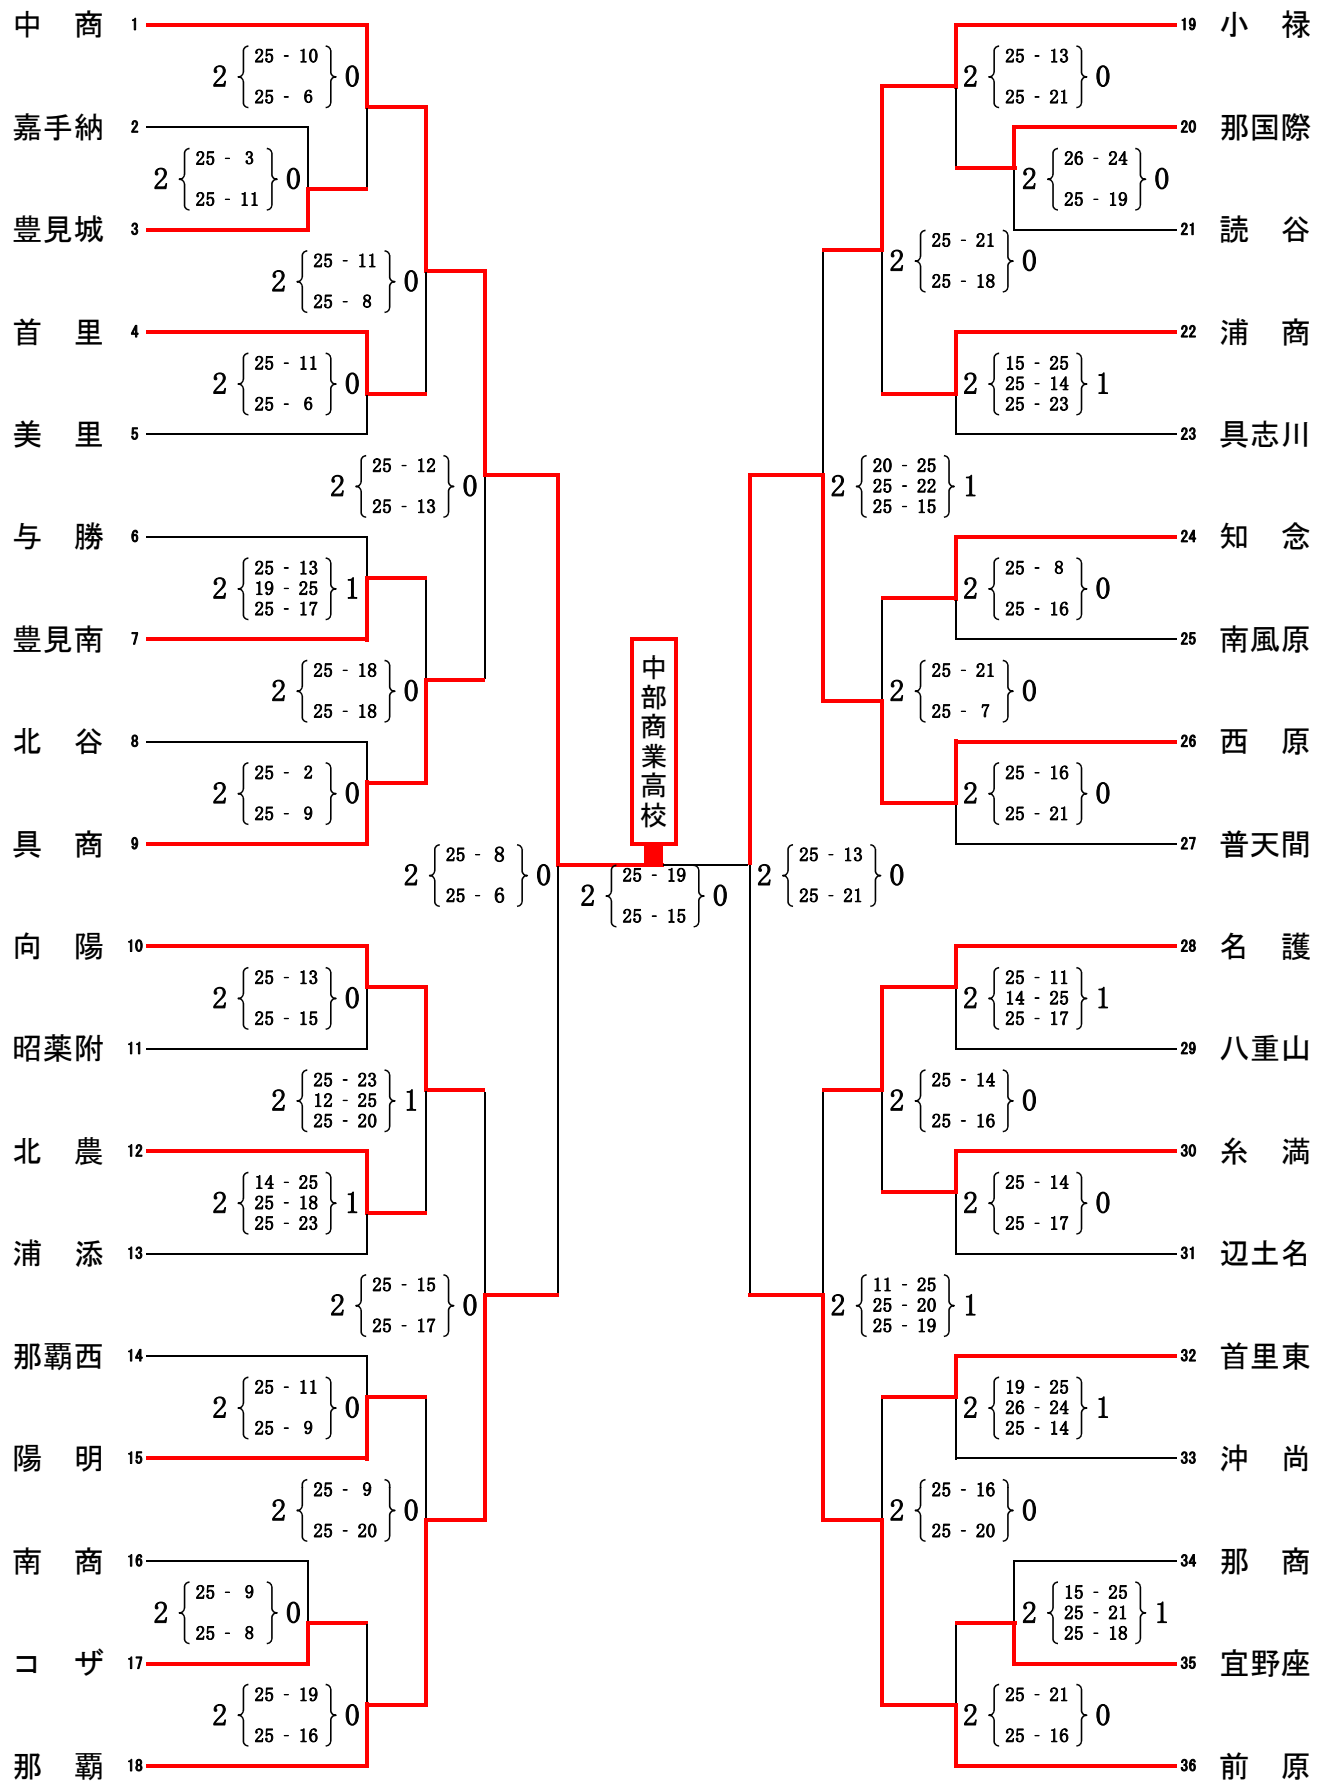 中　商 1
2 { 25 - 10 } 0
25 - 6
嘉手納 2
2 { 25 - 3 } 0
25 - 11
豊見城 3
2 { 25 - 11 } 0
25 - 8
首　里 4
2 { 25 - 11 } 0
25 - 6
美　里 5
2 { 25 - 12 } 0
25 - 13
与　勝 6
2 { 25 - 13 } 1
19 - 25
25 - 17
豊見南 7
2 { 25 - 18 } 0
25 - 18
北　谷 8
2 { 25 - 2 } 0
25 - 9
具　商 9
2 { 25 - 8 } 0
25 - 6
向　陽 10
2 { 25 - 13 } 0
25 - 15
昭薬附 11
2 { 25 - 23 } 1
12 - 25
25 - 20
北　農 12
2 { 14 - 25 } 1
25 - 18
25 - 23
浦　添 13
2 { 25 - 15 } 0
25 - 17
那覇西 14
2 { 25 - 11 } 0
25 - 9
陽　明 15
2 { 25 - 9 } 0
25 - 20
南　商 16
2 { 25 - 9 } 0
25 - 8
コ　ザ 17
2 { 25 - 19 } 0
25 - 16
那　覇 18
中部商業高校
2 { 25 - 19 } 0
25 - 15
19 小　禄
2 { 25 - 13 } 0
25 - 21
20 那国際
2 { 26 - 24 } 0
25 - 19
21 読　谷
2 { 25 - 21 } 0
25 - 18
22 浦　商
2 { 15 - 25 } 1
25 - 14
25 - 23
23 具志川
2 { 20 - 25 } 1
25 - 22
25 - 15
24 知　念
2 { 25 - 8 } 0
25 - 16
25 南風原
2 { 25 - 21 } 0
25 - 7
26 西　原
2 { 25 - 16 } 0
25 - 21
27 普天間
2 { 25 - 13 } 0
25 - 21
28 名　護
2 { 25 - 11 } 1
14 - 25
25 - 17
29 八重山
2 { 25 - 14 } 0
25 - 16
30 糸　満
2 { 25 - 14 } 0
25 - 17
31 辺土名
2 { 11 - 25 } 1
25 - 20
25 - 19
32 首里東
2 { 19 - 25 } 1
26 - 24
25 - 14
33 沖　尚
2 { 25 - 16 } 0
25 - 20
34 那　商
2 { 15 - 25 } 1
25 - 21
25 - 18
35 宜野座
2 { 25 - 21 } 0
25 - 16
36 前　原